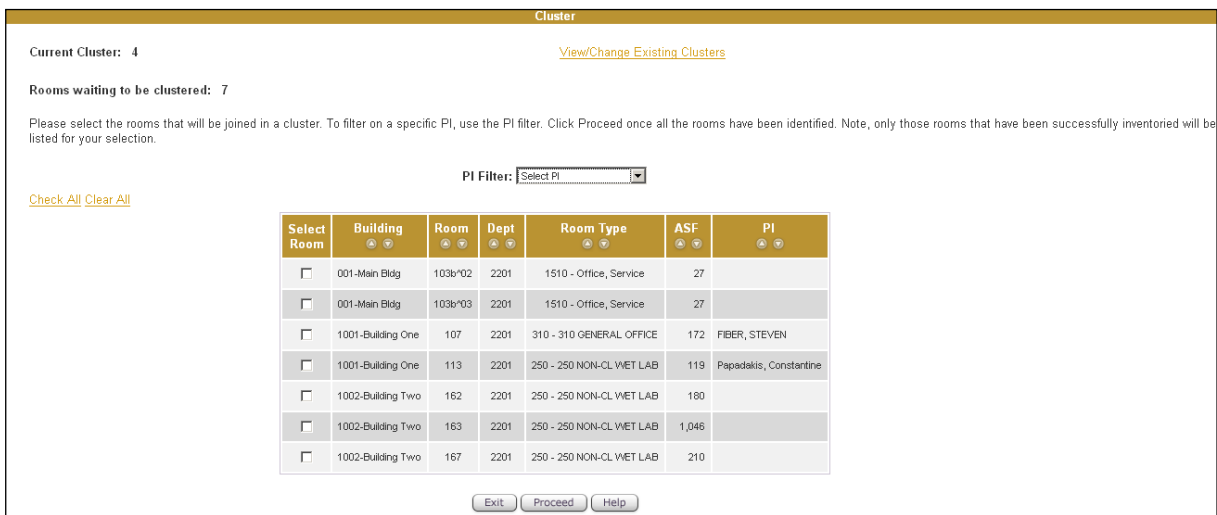 Cluster
Current Cluster: 4 View/Change Existing Clusters
Rooms waiting to be clustered: 7
Please select the rooms that will be joined in a cluster. To filter on a specific PI, use the PI filter. Click Proceed once all the rooms have been identified. Note, only those rooms that have been successfully inventoried will be
listed for your selection.
PI Filter: Select PI
Check All Clear All
Select Room Building Room Dept Room Type ASF PI
001-Main Bldg 103b^02 2201 1510 - Office, Service 27
001-Main Bldg 103b^03 2201 1510 - Office, Service 27
1001-Building One 107 2201 310 - 310 GENERAL OFFICE 172 FIBER, STEVEN
1001-Building One 113 2201 250 - 250 NON-CL WET LAB 119 Papadakis, Constantine
1002-Building Two 162 2201 250 - 250 NON-CL WET LAB 180
1002-Building Two 163 2201 250 - 250 NON-CL WET LAB 1,046
1002-Building Two 167 2201 250 - 250 NON-CL WET LAB 210
Exit Proceed Help